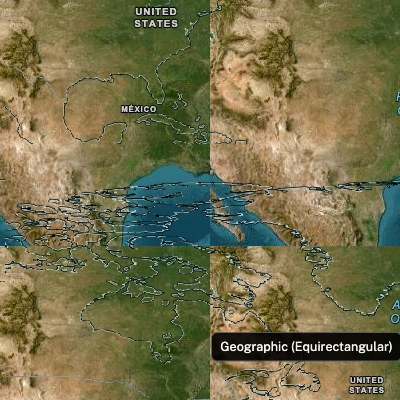 UNITED
STATES
MÉXICO
Geographic (Equirectangular)
UNITED
STATES